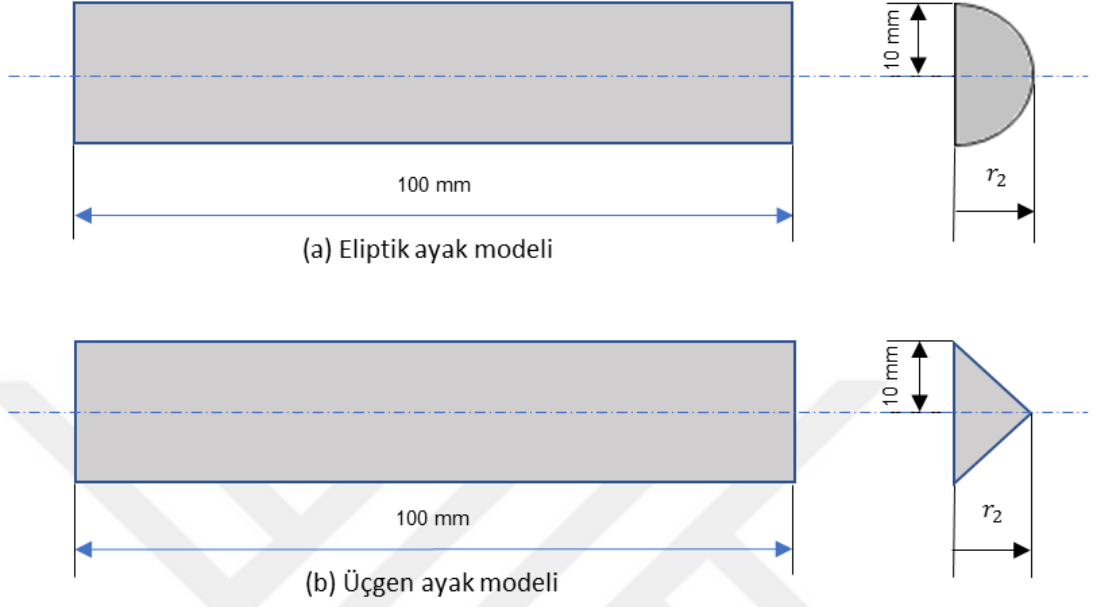 10 mm
r₂
100 mm
(a) Eliptik ayak modeli
10 mm
r₂
100 mm
(b) Üçgen ayak modeli